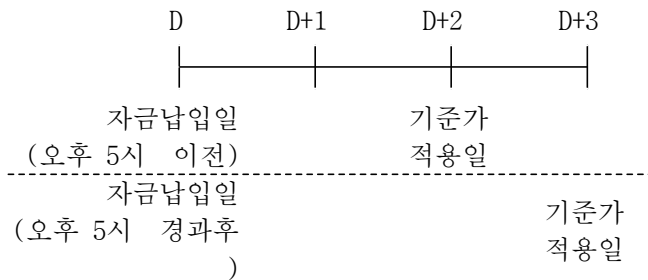 D D+1 D+2 D+3
자금납입일 기준가
(오후 5시 이전) 적용일
자금납입일
(오후 5시 경과후
)
기준가
적용일